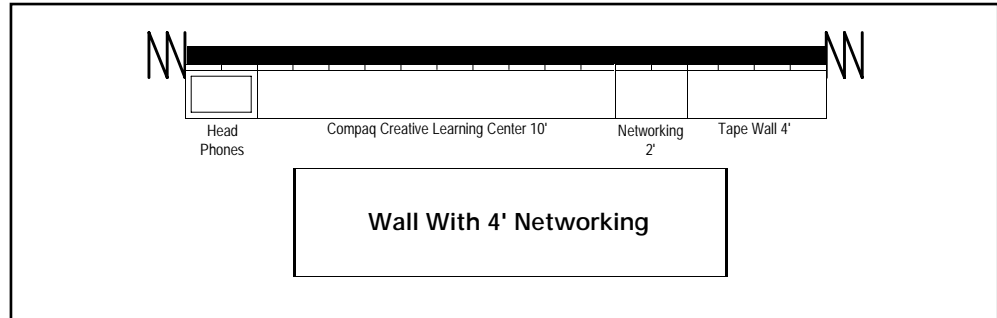 Head
Phones
Compaq Creative Learning Center 10'
Networking
2'
Tape Wall 4'
Wall With 4' Networking